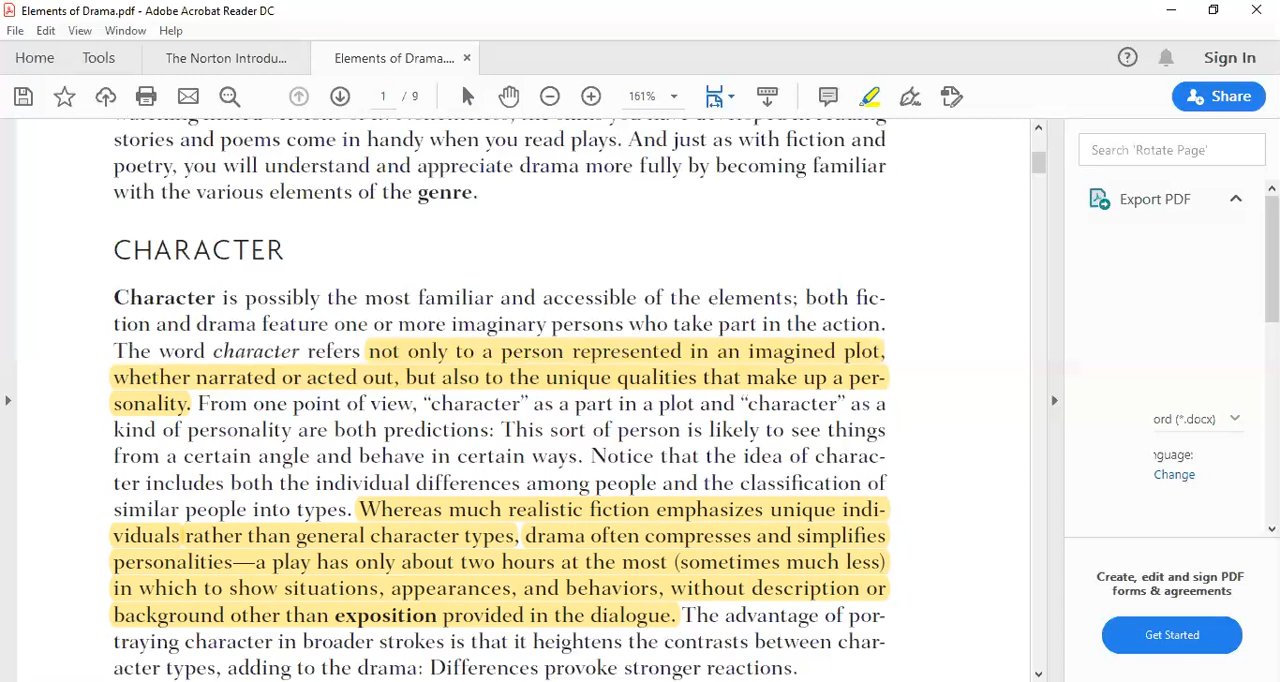 Elements of Drama.pdf - Adobe Acrobat Reader DC
File Edit View Window Help
Home Tools The Norton Introdu... Elements of Drama.... × Sign In
1 / 9 161% Share
stories and poems come in handy when you read plays. And just as with fiction and
poetry, you will understand and appreciate drama more fully by becoming familiar
with the various elements of the genre.
CHARACTER
Character is possibly the most familiar and accessible of the elements; both fic-
tion and drama feature one or more imaginary persons who take part in the action.
The word character refers not only to a person represented in an imagined plot,
whether narrated or acted out, but also to the unique qualities that make up a per-
sonality. From one point of view, “character” as a part in a plot and “character” as a
kind of personality are both predictions: This sort of person is likely to see things
from a certain angle and behave in certain ways. Notice that the idea of charac-
ter includes both the individual differences among people and the classification of
similar people into types. Whereas much realistic fiction emphasizes unique indi-
viduals rather than general character types, drama often compresses and simplifies
personalities—a play has only about two hours at the most (sometimes much less)
in which to show situations, appearances, and behaviors, without description or
background other than exposition provided in the dialogue. The advantage of por-
traying character in broader strokes is that it heightens the contrasts between char-
acter types, adding to the drama: Differences provoke stronger reactions.
Search 'Rotate Page'
Export PDF
ord (*.docx)
nguage:
Change
Create, edit and sign PDF
forms & agreements
Get Started